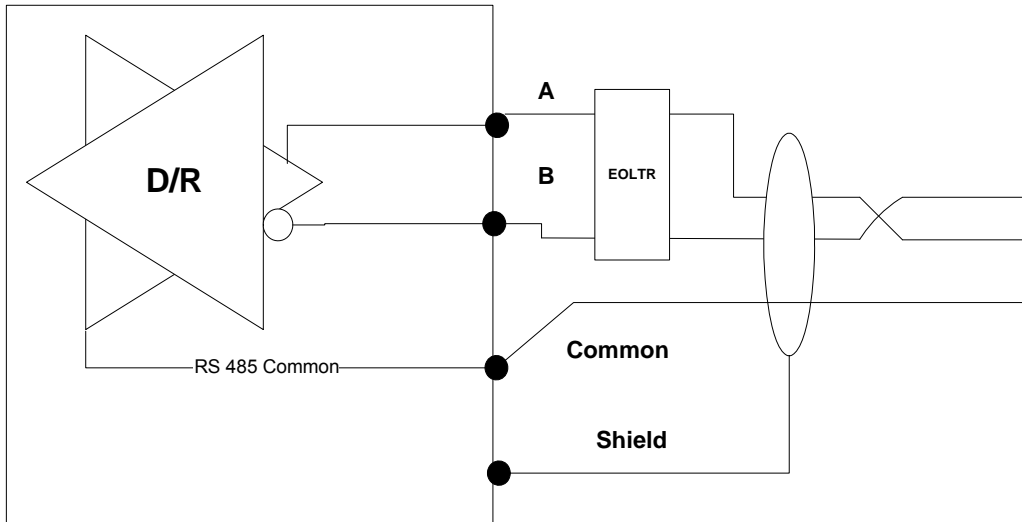 A
D/R
B
EOLTR
RS 485 Common
Common
Shield